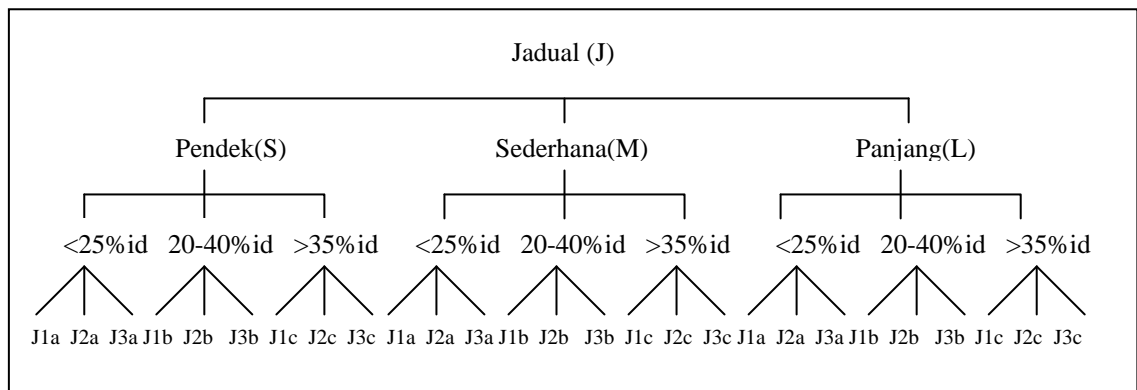 Jadual (J)
Pendek(S) Sederhana(M) Panjang(L)
<25%id 20-40%id >35%id <25%id 20-40%id >35%id <25%id 20-40%id >35%id
J1a J2a J3a J1b J2b J3b J1c J2c J3c J1a J2a J3a J1b J2b J3b J1c J2c J3c J1a J2a J3a J1b J2b J3b J1c J2c J3c